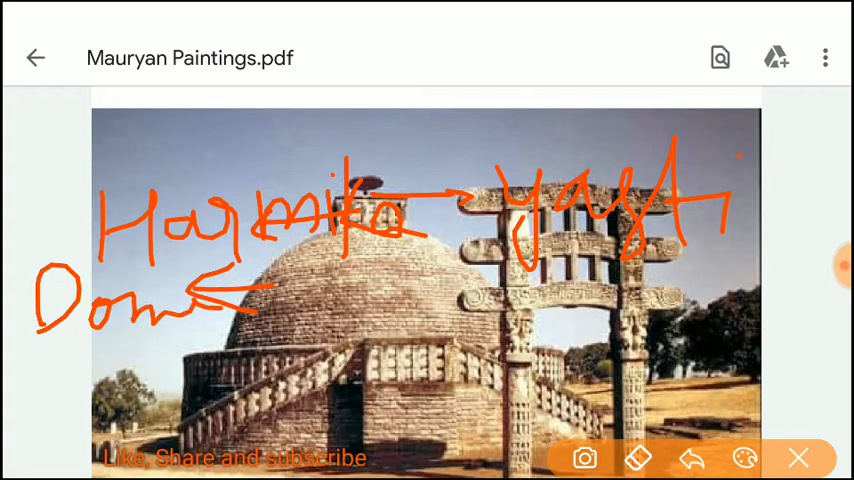 Mauryan Paintings.pdf
Harmika yasti
Dom
Like, Share and subscribe